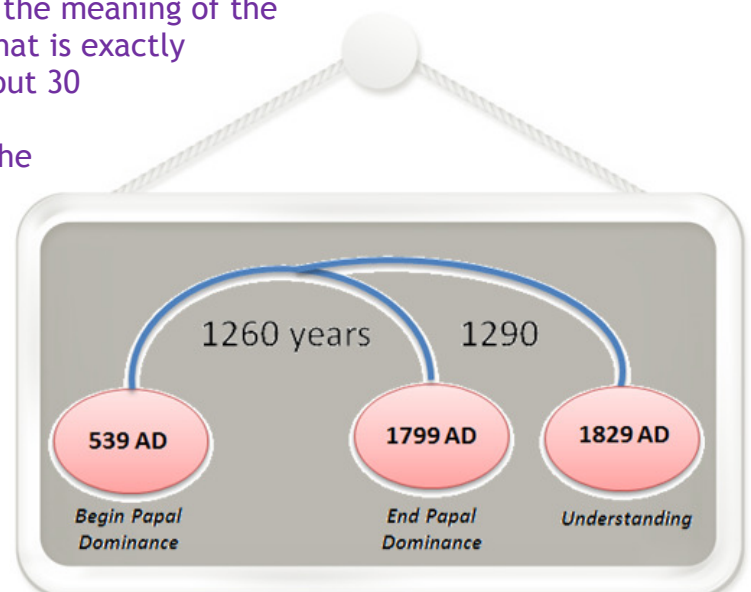 the meaning of the
hat is exactly
out 30
he
1260 years
1290
539 AD
1799 AD
1829 AD
Begin Papal
Dominance
End Papal
Dominance
Understanding